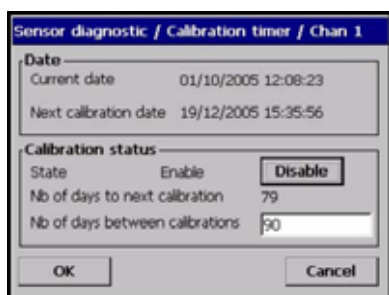 Sensor diagnostic / Calibration timer / Chan 1
Date
Current date 01/10/2005 12:08:23
Next calibration date 19/12/2005 15:35:56
Calibration status
State Enable Disable
Nb of days to next calibration 79
Nb of days between calibrations 90
OK Cancel